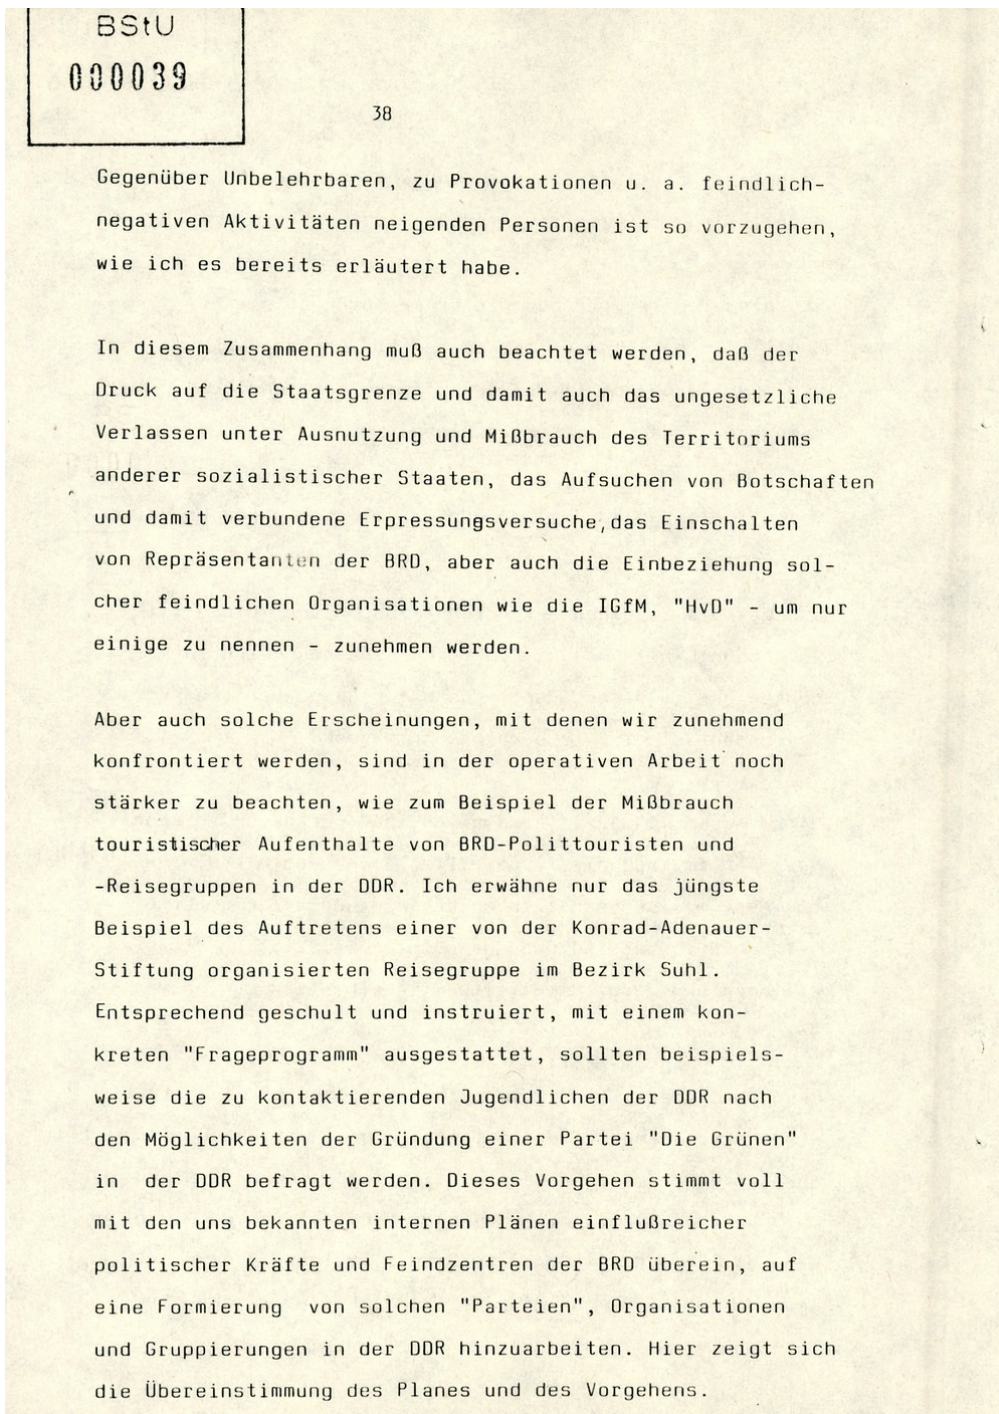 BStU
000039
38
Gegenüber Unbelehrbaren, zu Provokationen u. a. feindlich-
negativen Aktivitäten neigenden Personen ist so vorzugehen,
wie ich es bereits erläutert habe.
In diesem Zusammenhang muß auch beachtet werden, daß der
Druck auf die Staatsgrenze und damit auch das ungesetzliche
Verlassen unter Ausnutzung und Mißbrauch des Territoriums
anderer sozialistischer Staaten, das Aufsuchen von Botschaften
und damit verbundene Erpressungsversuche, das Einschalten
von Repräsentanten der BRD, aber auch die Einbeziehung sol-
cher feindlichen Organisationen wie die IGfM, "HvD" - um nur
einige zu nennen - zunehmen werden.
Aber auch solche Erscheinungen, mit denen wir zunehmend
konfrontiert werden, sind in der operativen Arbeit noch
stärker zu beachten, wie zum Beispiel der Mißbrauch
touristischer Aufenthalte von BRD-Polittouristen und
-Reisegruppen in der DDR. Ich erwähne nur das jüngste
Beispiel des Auftretens einer von der Konrad-Adenauer-
Stiftung organisierten Reisegruppe im Bezirk Suhl.
Entsprechend geschult und instruiert, mit einem kon-
kreten "Frageprogramm" ausgestattet, sollten beispiels-
weise die zu kontaktierenden Jugendlichen der DDR nach
den Möglichkeiten der Gründung einer Partei "Die Grünen"
in der DDR befragt werden. Dieses Vorgehen stimmt voll
mit den uns bekannten internen Plänen einflußreicher
politischer Kräfte und Feindzentren der BRD überein, auf
eine Formierung von solchen "Parteien", Organisationen
und Gruppierungen in der DDR hinzuarbeiten. Hier zeigt sich
die Übereinstimmung des Planes und des Vorgehens.